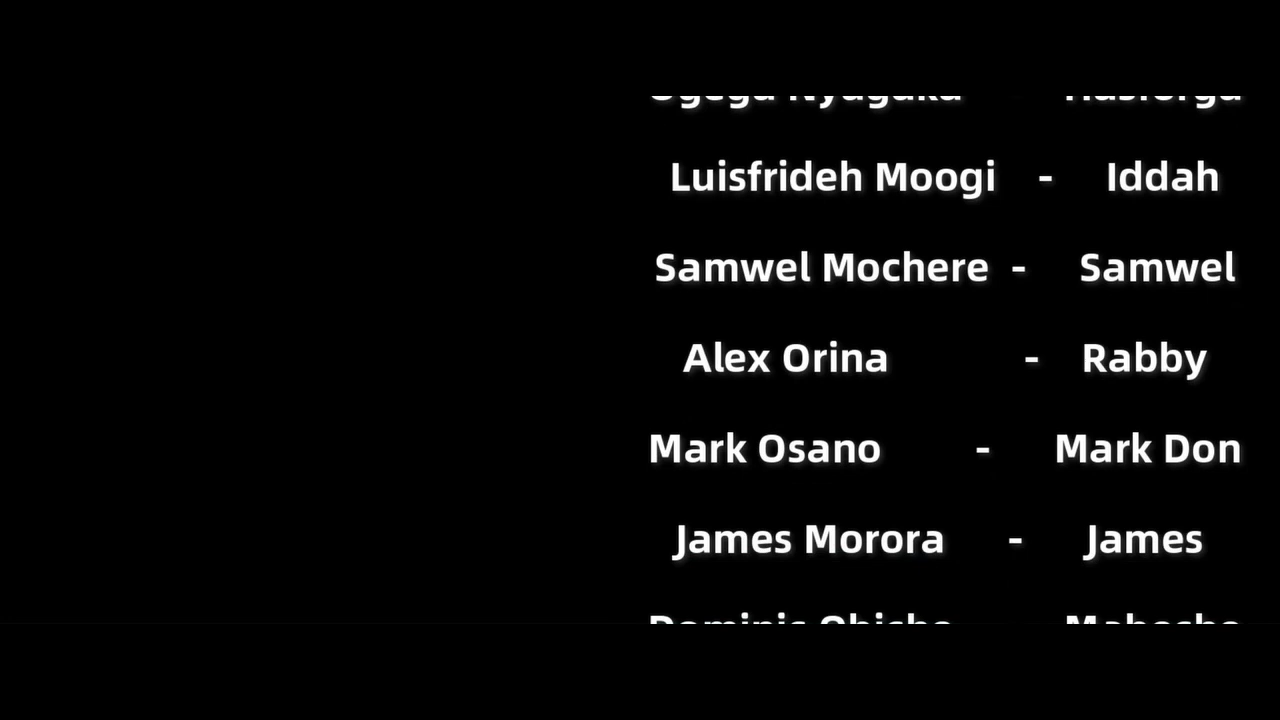 Luisfrideh Moogi - Iddah
Samwel Mochere - Samwel
Alex Orina - Rabby
Mark Osano - Mark Don
James Morora - James